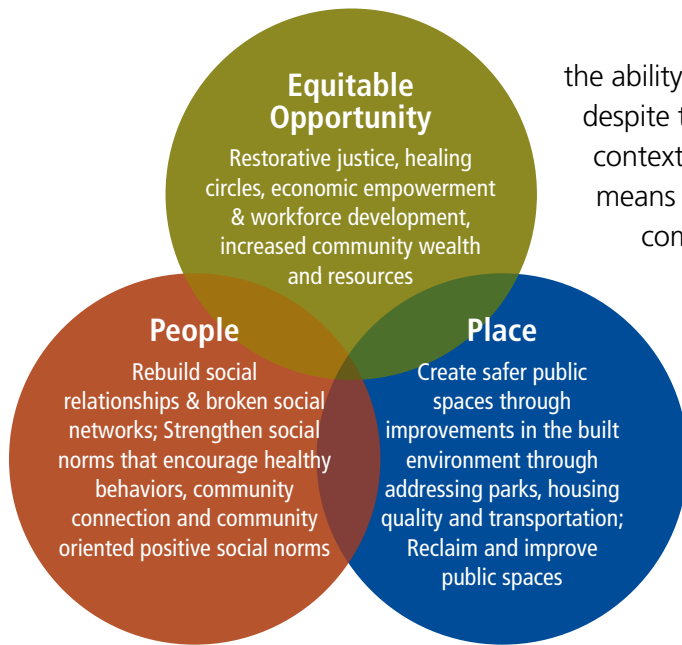 Equitable
Opportunity
Restorative justice, healing
circles, economic empowerment
& workforce development,
increased community wealth
and resources
the ability
despite t
context
means
con
People
Rebuild social
relationships & broken social
networks; Strengthen social
norms that encourage healthy
behaviors, community
connection and community
oriented positive social norms
Place
Create safer public
spaces through
improvements in the built
environment through
addressing parks, housing
quality and transportation;
Reclaim and improve
public spaces